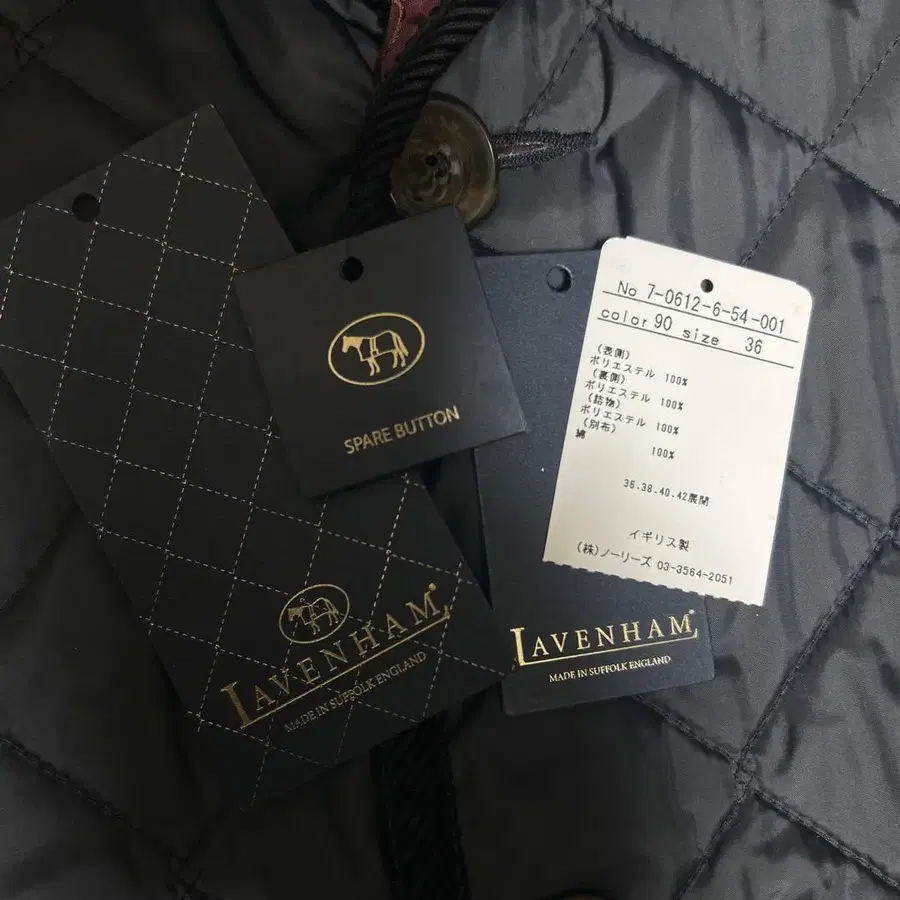 SPARE BUTTON
LAVENHAM®
MADE IN SUFFOLK ENGLAND
No 7-0612-6-54-001
color 90 size 36
(表側)
ポリエステル 100%
(裏側)
ポリエステル 100%
(詰物)
ポリエステル 100%
(別布)
綿
100%
36.38.40.42展開
イギリス製
(株)ノーリーズ 03-3564-2051
LAVENHAM®
MADE IN SUFFOLK ENGLAND